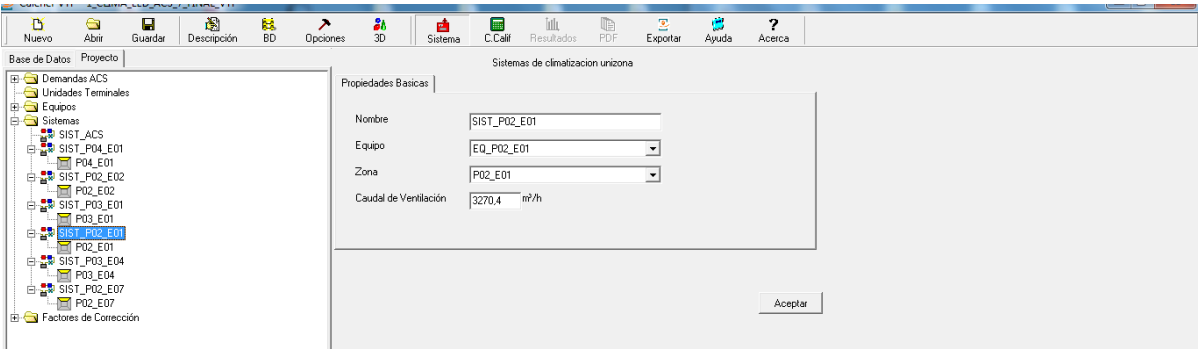 Calener VYP - 2_CLIMA_LED_ACS_7_FINAL_VYP
Nuevo Abrir Guardar Descripción BD Opciones 3D Sistema C.Calif Resultados PDF Exportar Ayuda Acerca
Base de Datos Proyecto
Sistemas de climatizacion unizona
Demandas ACS
Unidades Terminales
Equipos
Sistemas
SIST_ACS
SIST_P04_E01
P04_E01
SIST_P02_E02
P02_E02
SIST_P03_E01
P03_E01
SIST_P02_E01
P02_E01
SIST_P03_E04
P03_E04
SIST_P02_E07
P02_E07
Factores de Corrección
Propiedades Basicas
Nombre SIST_P02_E01
Equipo EQ_P02_E01
Zona P02_E01
Caudal de Ventilación 3270,4 m³/h
Aceptar